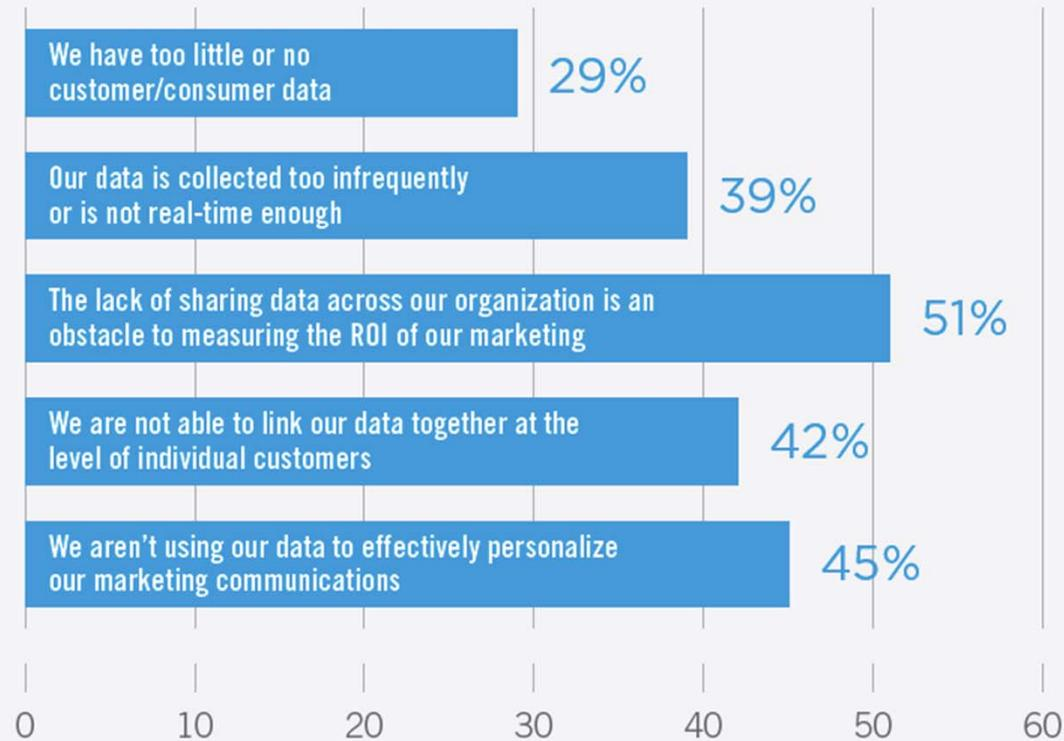 We have too little or no
customer/consumer data
29%
Our data is collected too infrequently
or is not real-time enough
39%
The lack of sharing data across our organization is an
obstacle to measuring the ROI of our marketing
51%
We are not able to link our data together at the
level of individual customers
42%
We aren't using our data to effectively personalize
our marketing communications
45%
0 10 20 30 40 50 60